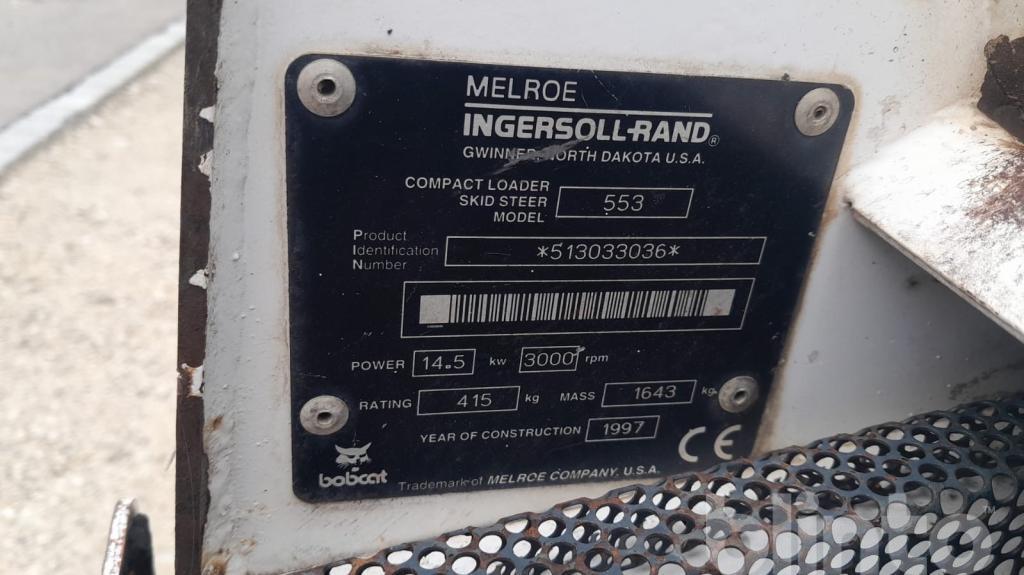 MELROE
INGERSOLL-RAND®
GWINNER, NORTH DAKOTA U.S.A.
COMPACT LOADER
SKID STEER
MODEL 553
Product
Identification
Number *513033036*
POWER 14.5 kw 3000 rpm
RATING 415 kg MASS 1643 kg
YEAR OF CONSTRUCTION 1997
CE
bobcat Trademark of MELROE COMPANY, U.S.A.